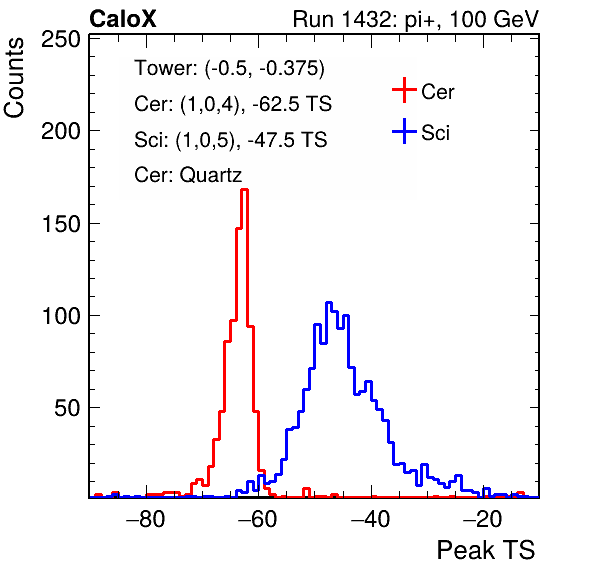 CaloX Run 1432: pi+, 100 GeV
Counts
250
200
150
100
50
Tower: (-0.5, -0.375)
Cer: (1,0,4), -62.5 TS
Sci: (1,0,5), -47.5 TS
Cer: Quartz
Cer
Sci
−80 −60 −40 −20
Peak TS